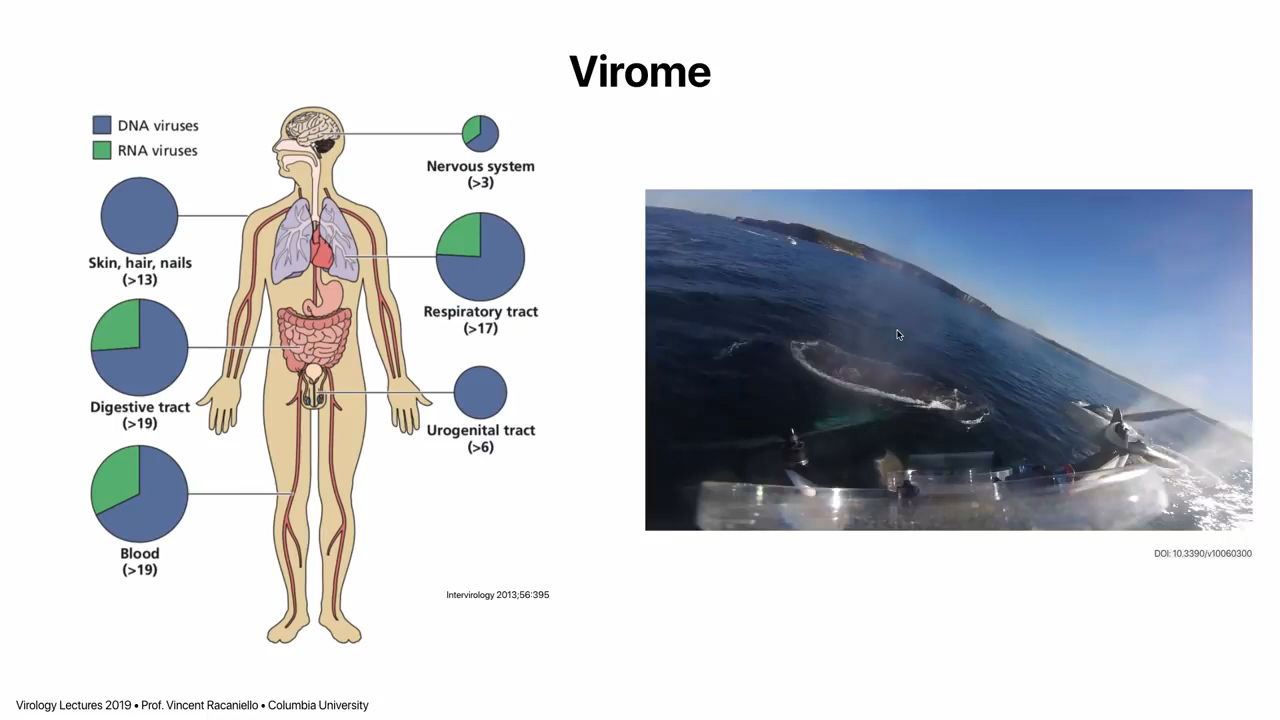 Virome
DNA viruses
RNA viruses
Nervous system
(>3)
Skin, hair, nails
(>13)
Respiratory tract
(>17)
Digestive tract
(>19)
Urogenital tract
(>6)
Blood
(>19)
DOI: 10.3390/v10060300
Intervirology 2013;56:395
Virology Lectures 2019 • Prof. Vincent Racaniello • Columbia University